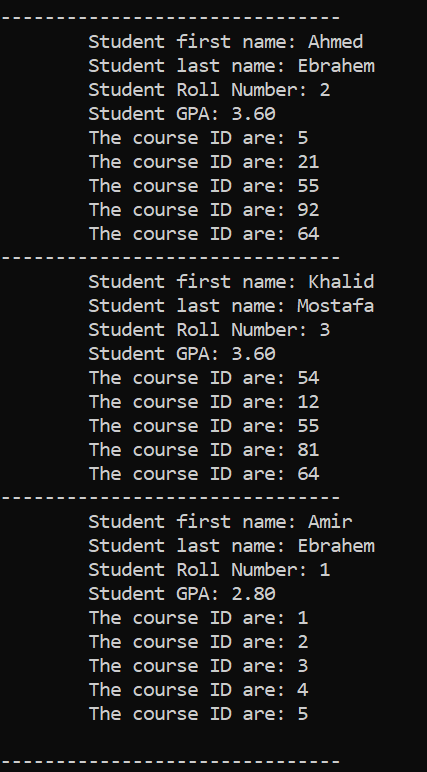 -------------------------------
Student first name: Ahmed
Student last name: Ebrahem
Student Roll Number: 2
Student GPA: 3.60
The course ID are: 5
The course ID are: 21
The course ID are: 55
The course ID are: 92
The course ID are: 64
-------------------------------
Student first name: Khalid
Student last name: Mostafa
Student Roll Number: 3
Student GPA: 3.60
The course ID are: 54
The course ID are: 12
The course ID are: 55
The course ID are: 81
The course ID are: 64
-------------------------------
Student first name: Amir
Student last name: Ebrahem
Student Roll Number: 1
Student GPA: 2.80
The course ID are: 1
The course ID are: 2
The course ID are: 3
The course ID are: 4
The course ID are: 5
-------------------------------